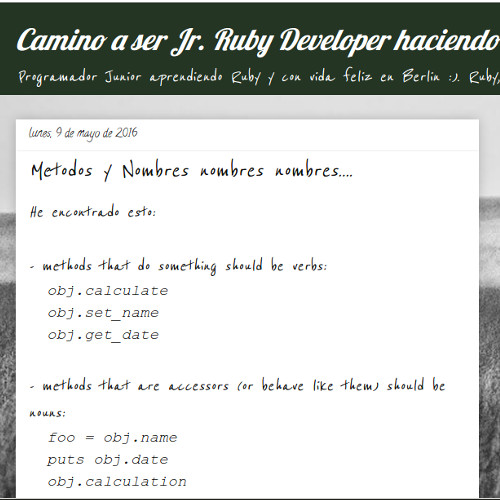 Camino a ser Jr. Ruby Developer haciendo
Programador Junior aprendiendo Ruby y con vida feliz en Berlin :). Ruby,
lunes, 9 de mayo de 2016
Metodos y Nombres nombres nombres....
He encontrado esto:
- methods that do something should be verbs:
obj.calculate
obj.set_name
obj.get_date
- methods that are accessors (or behave like them) should be
nouns:
foo = obj.name
puts obj.date
obj.calculation